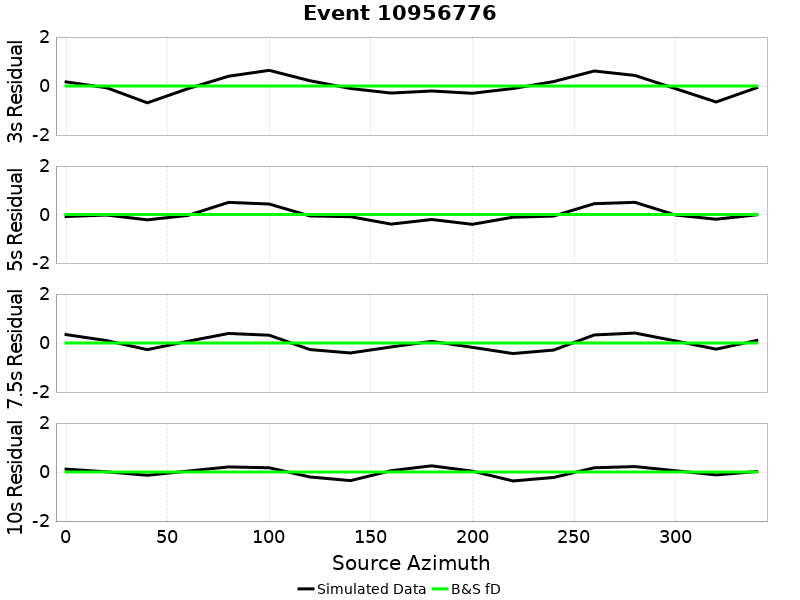 Event 10956776
3s Residual
2
0
-2
5s Residual
2
0
-2
7.5s Residual
2
0
-2
10s Residual
2
0
-2
0 50 100 150 200 250 300
Source Azimuth
Simulated Data B&S fD